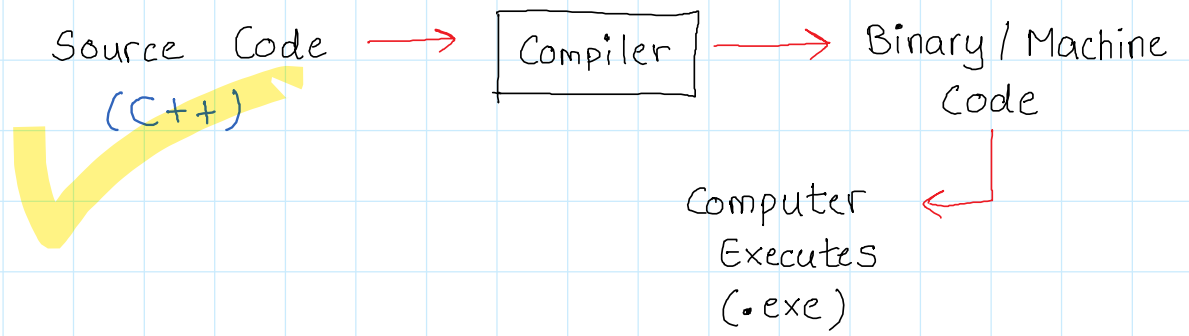 Source Code
(C++)
Compiler
Binary / Machine
Code
Computer
Executes
(.exe)